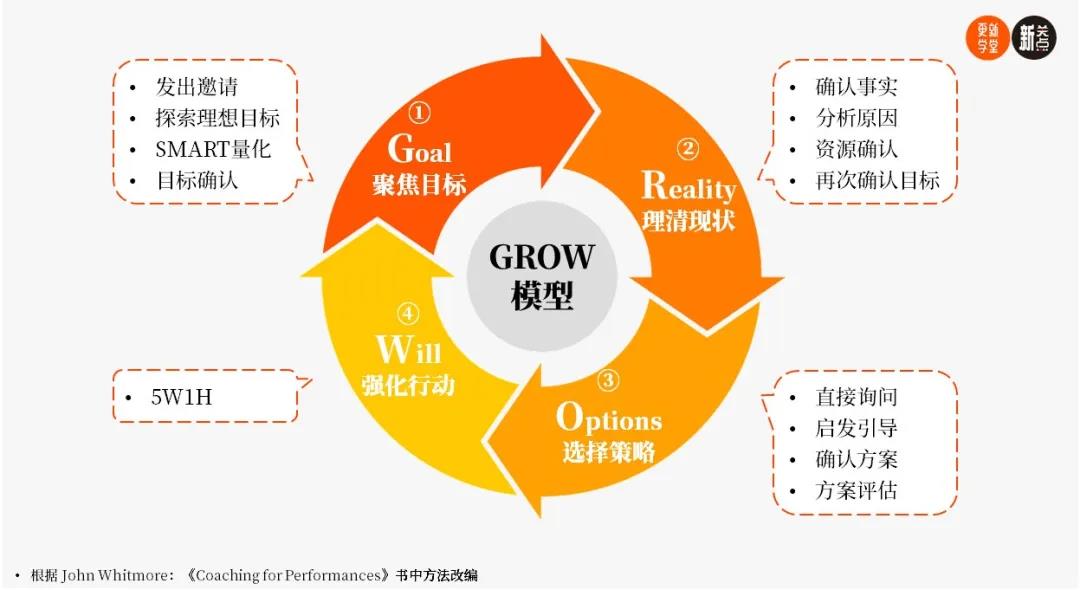 更新
学堂
新关点
发出邀请
探索理想目标
SMART量化
目标确认
①
Goal
聚焦目标
②
Reality
理清现状
确认事实
分析原因
资源确认
再次确认目标
GROW
模型
④
Will
强化行动
5W1H
③
Options
选择策略
直接询问
启发引导
确认方案
方案评估
根据 John Whitmore：《Coaching for Performances》书中方法改编